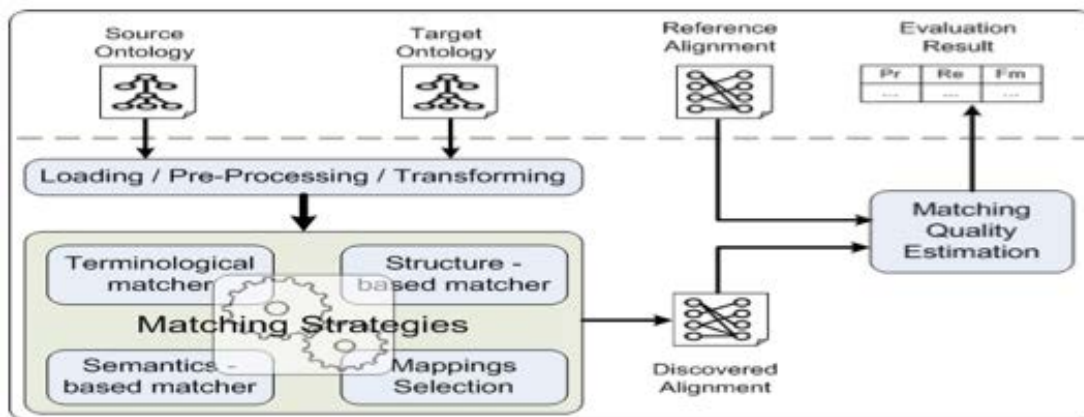 Source
Ontology
Target
Ontology
Reference
Alignment
Evaluation
Result
Pr Re Fm
... ... ...
Loading / Pre-Processing / Transforming
Matching
Quality
Estimation
Terminological
matcher
Structure -
based matcher
Matching Strategies
Semantics -
based matcher
Mappings
Selection
Discovered
Alignment